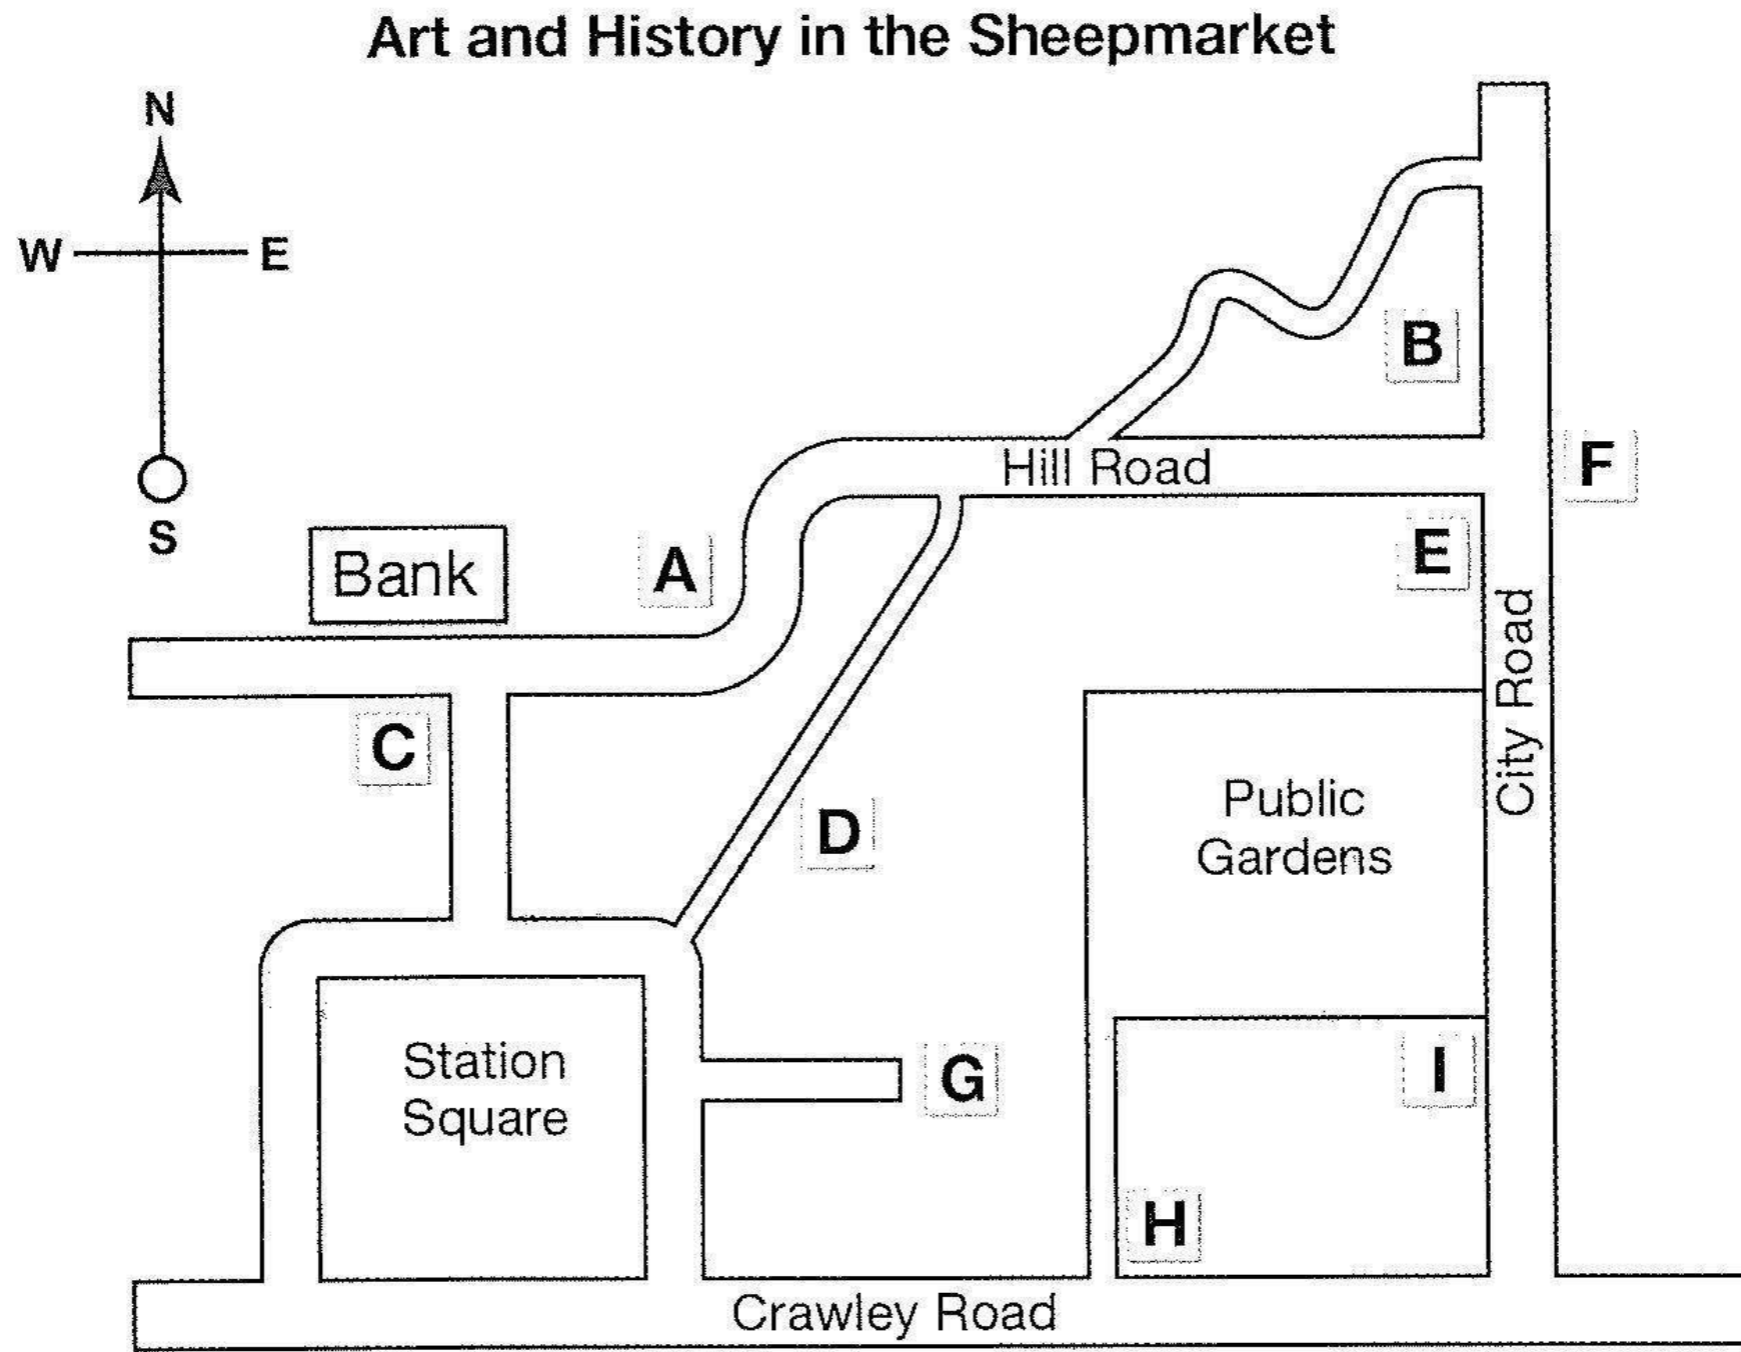 Art and History in the Sheepmarket
N
W
E
S
B
Hill Road
F
A
E
Bank
C
City Road
D
Public
Gardens
Station
Square
G
I
H
Crawley Road